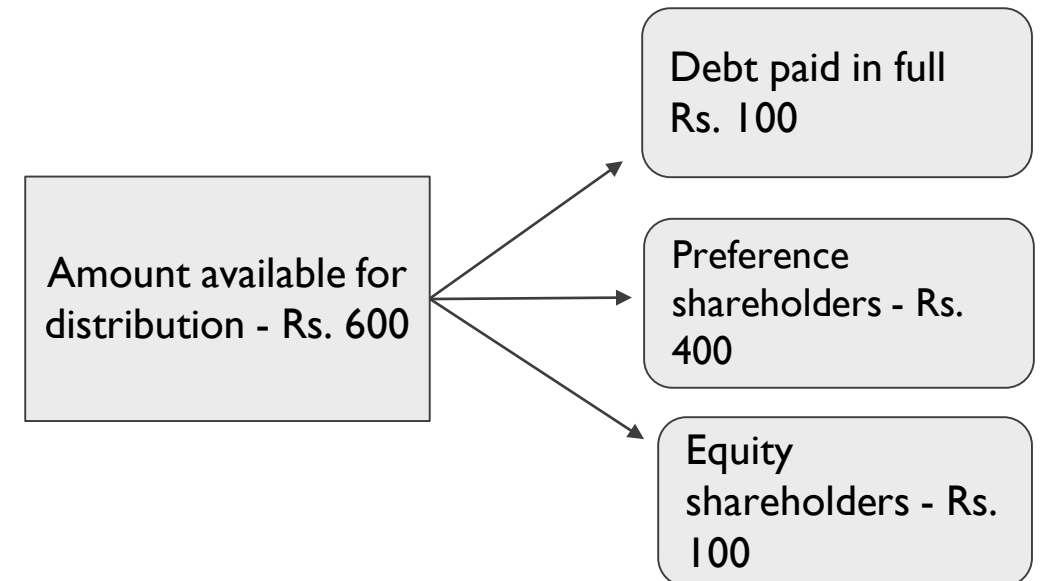 Debt paid in full
Rs. 100
Amount available for
distribution - Rs. 600
Preference
shareholders - Rs.
400
Equity
shareholders - Rs.
100